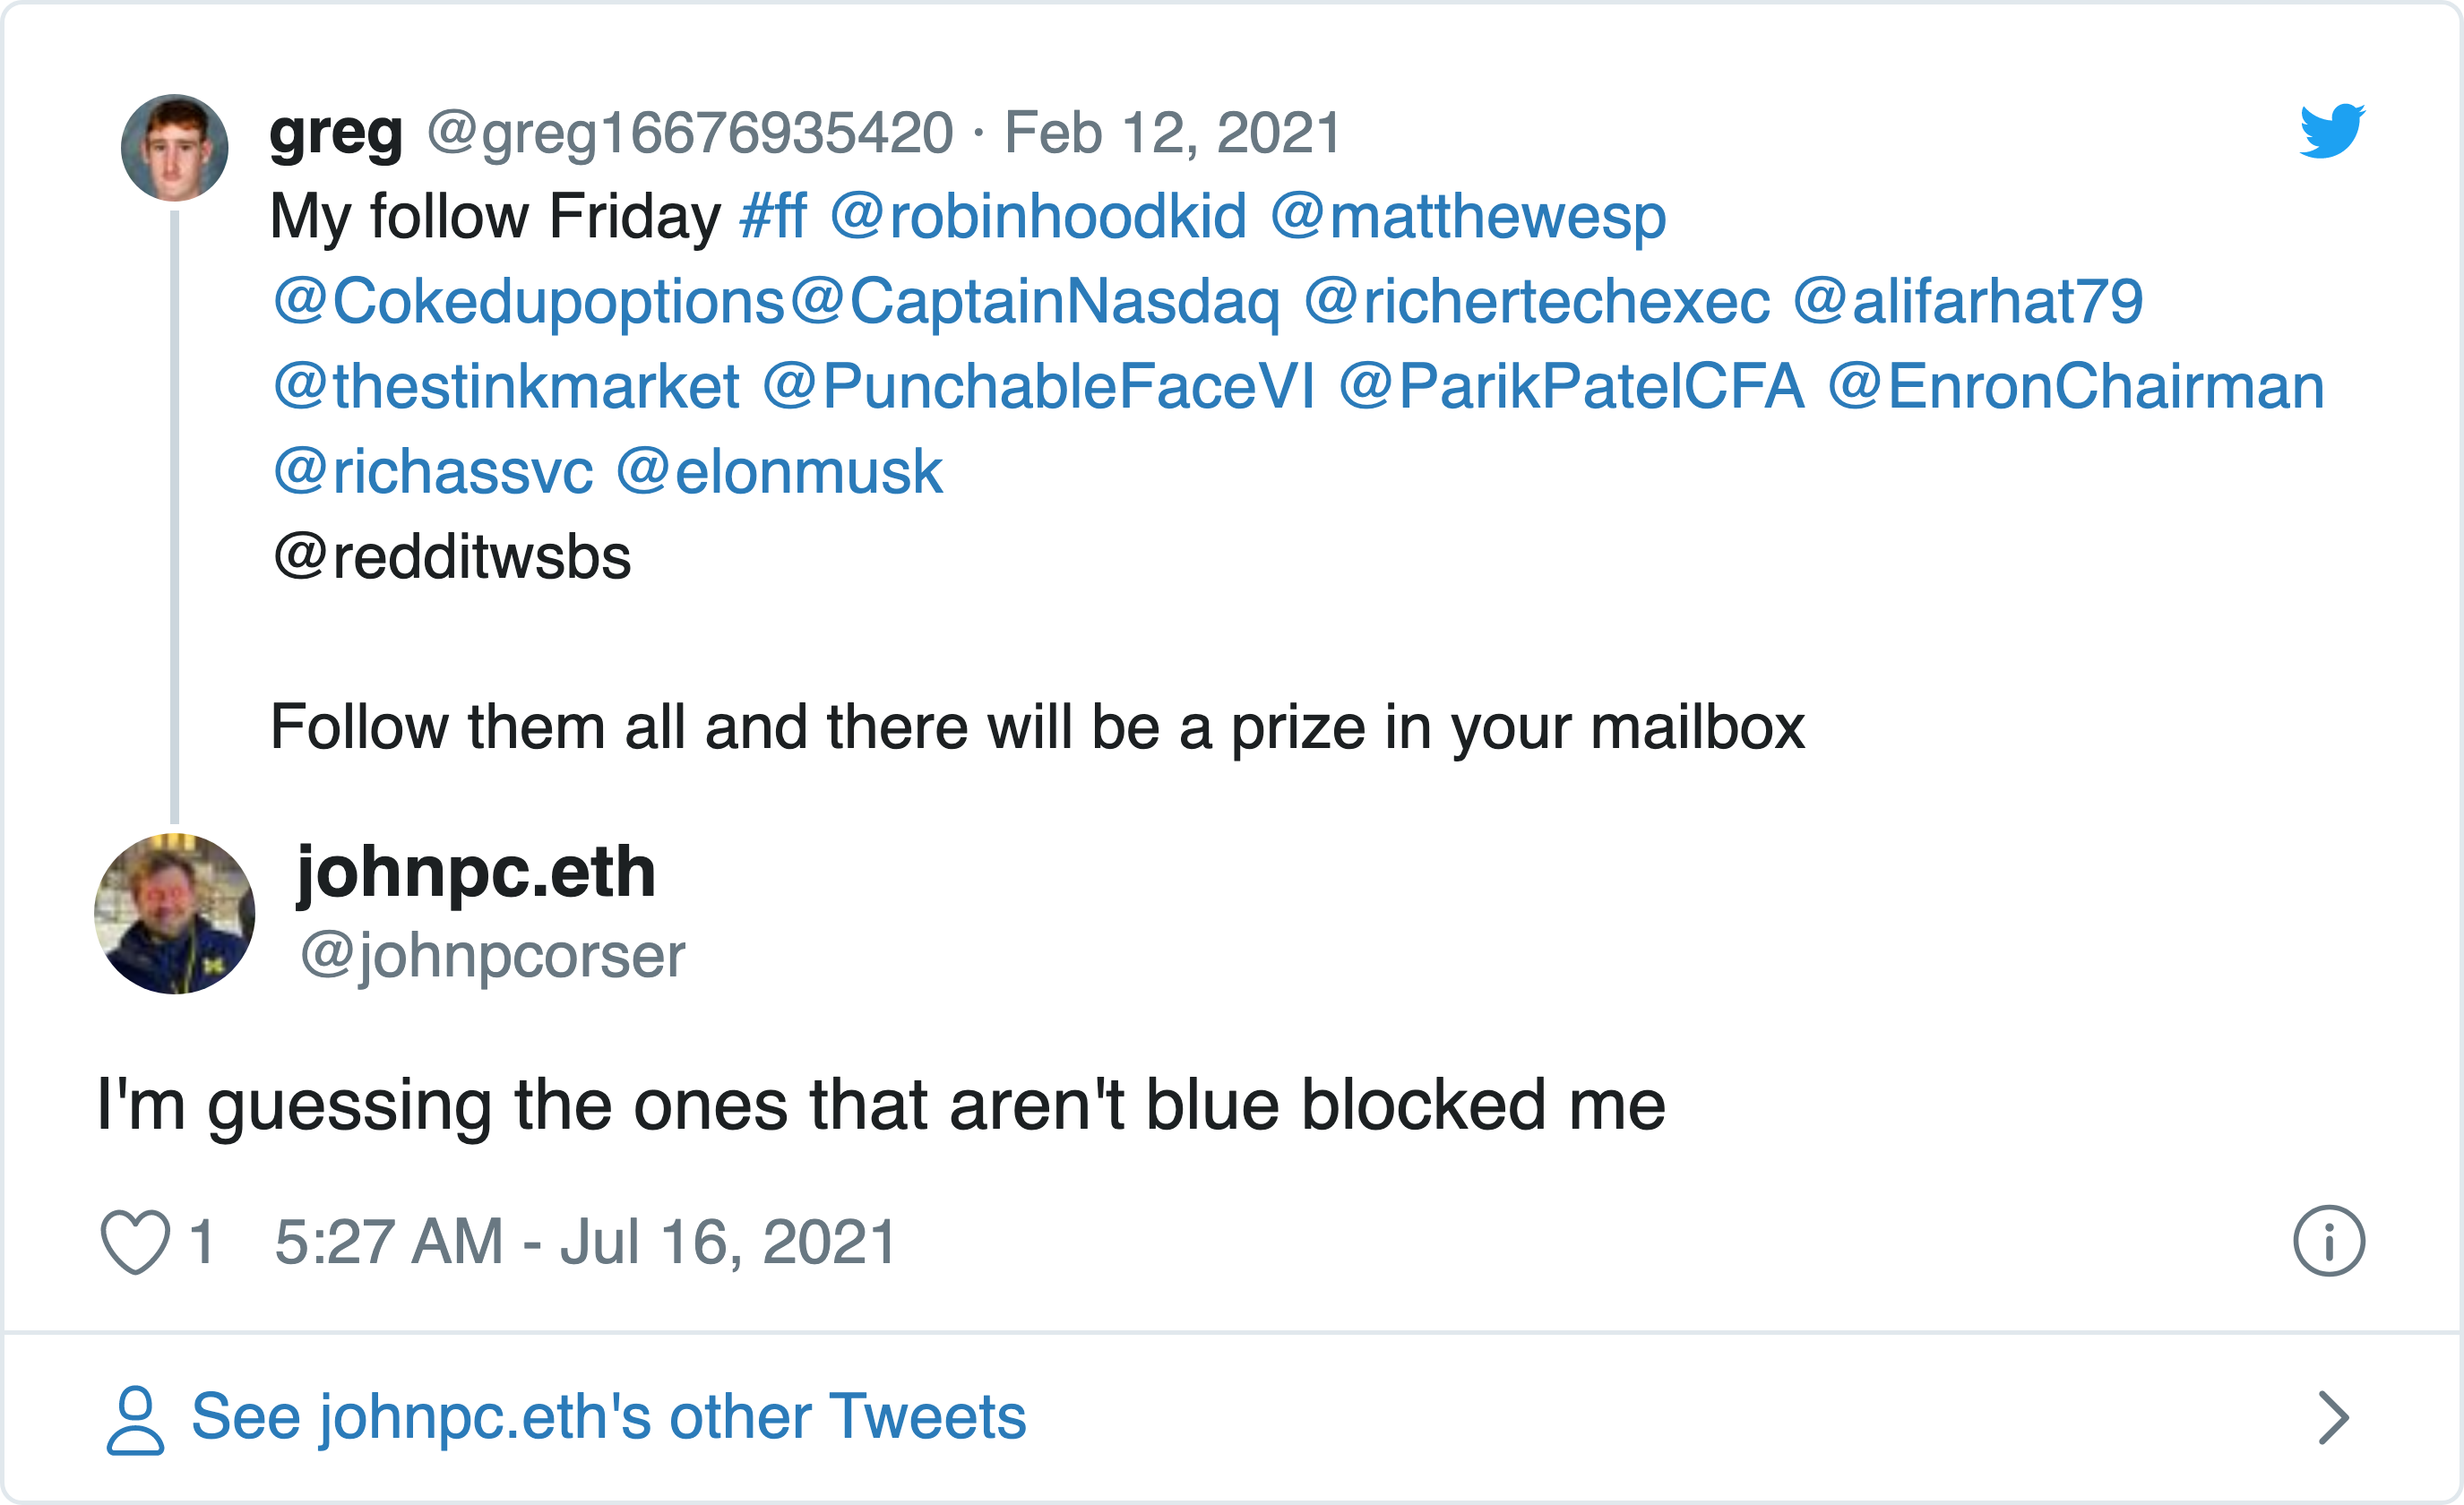 greg @greg16676935420 · Feb 12, 2021
My follow Friday #ff @robinhoodkid @matthewesp
@Cokedupoptions@CaptainNasdaq @richertechexec @alifarhat79
@thestinkmarket @PunchableFaceVI @ParikPatelCFA @EnronChairman
@richassvc @elonmusk
@redditwsbs
Follow them all and there will be a prize in your mailbox
johnpc.eth
@johnpcorser
I'm guessing the ones that aren't blue blocked me
1 5:27 AM - Jul 16, 2021
See johnpc.eth's other Tweets